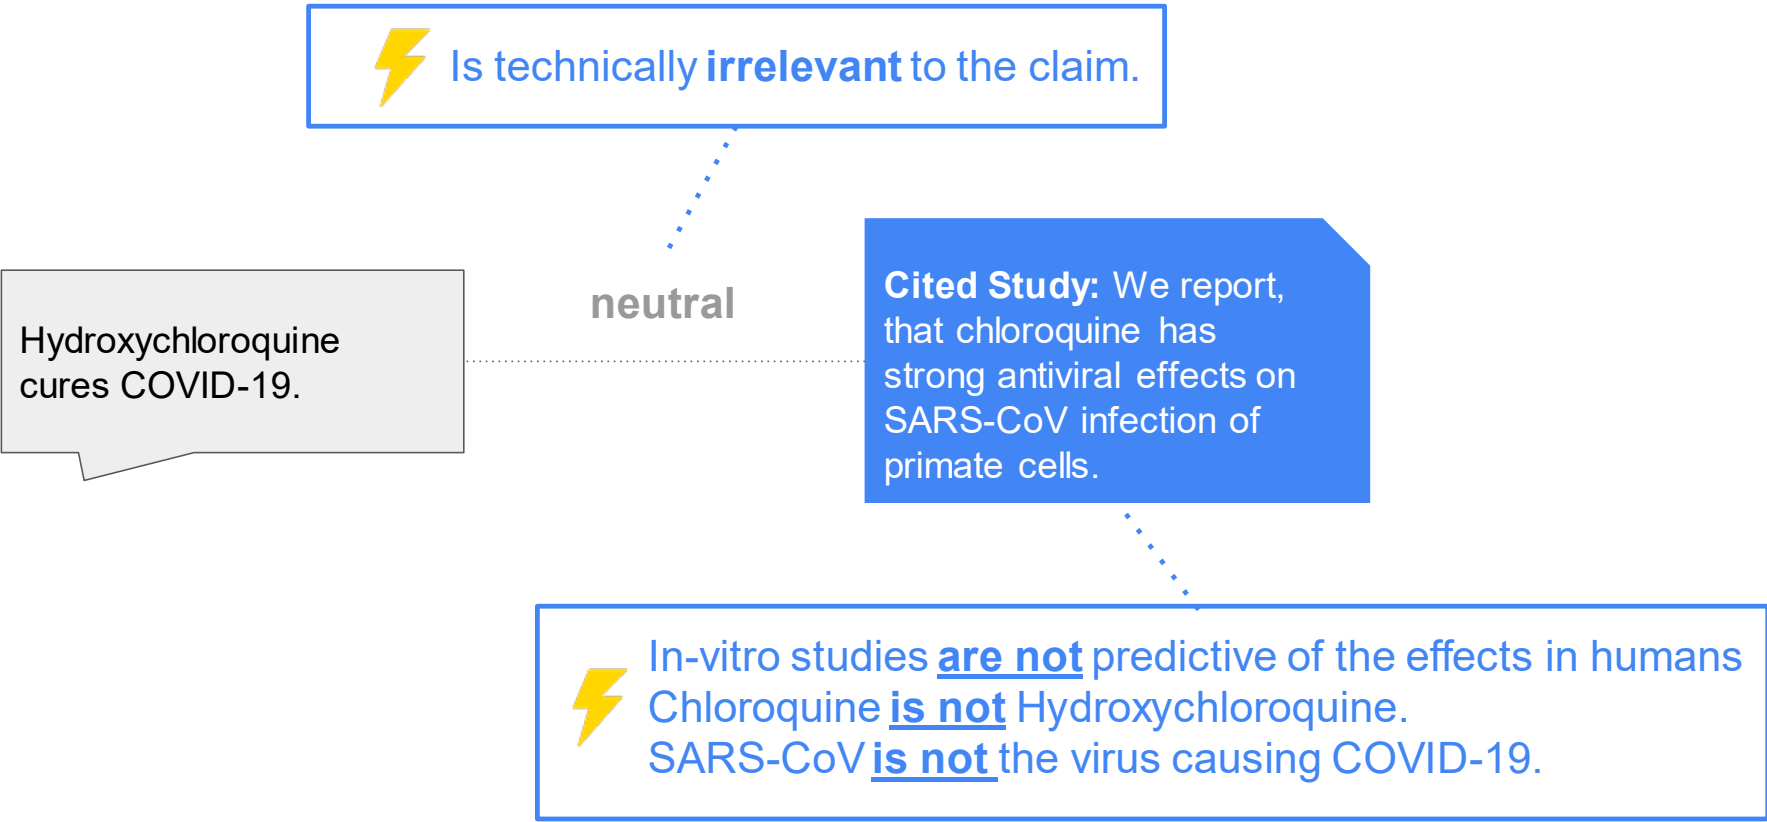 Is technically irrelevant to the claim.
neutral
Hydroxychloroquine
cures COVID-19.
Cited Study: We report,
that chloroquine has
strong antiviral effects on
SARS-CoV infection of
primate cells.
In-vitro studies are not predictive of the effects in humans
Chloroquine is not Hydroxychloroquine.
SARS-CoV is not the virus causing COVID-19.